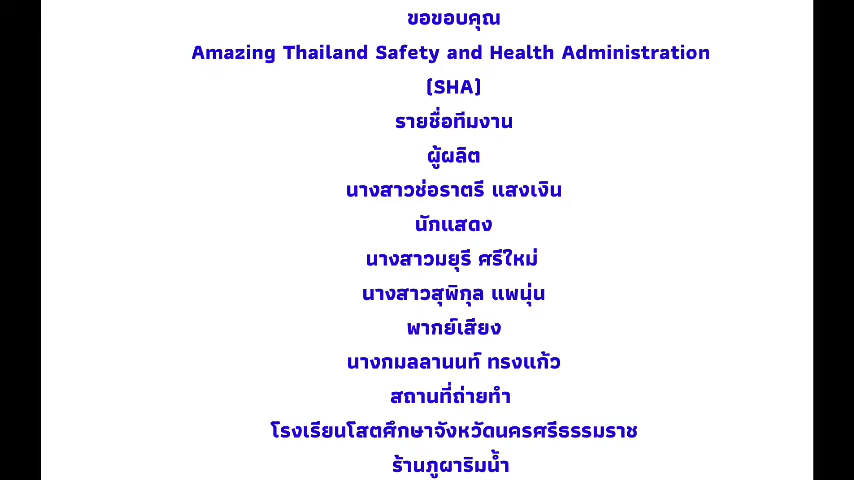 ขอขอบคุณ
Amazing Thailand Safety and Health Administration
(SHA)
รายชื่อทีมงาน
ผู้ผลิต
นางสาวช่อราตรี แสงเงิน
นักแสดง
นางสาวมยุรี ศรีใหม่
นางสาวสุพิกุล แพนุ่น
พากย์เสียง
นางกมลลานนท์ ทรงแก้ว
สถานที่ถ่ายทำ
โรงเรียนโสตศึกษาจังหวัดนครศรีธรรมราช
ร้านภูผาริมน้ำ